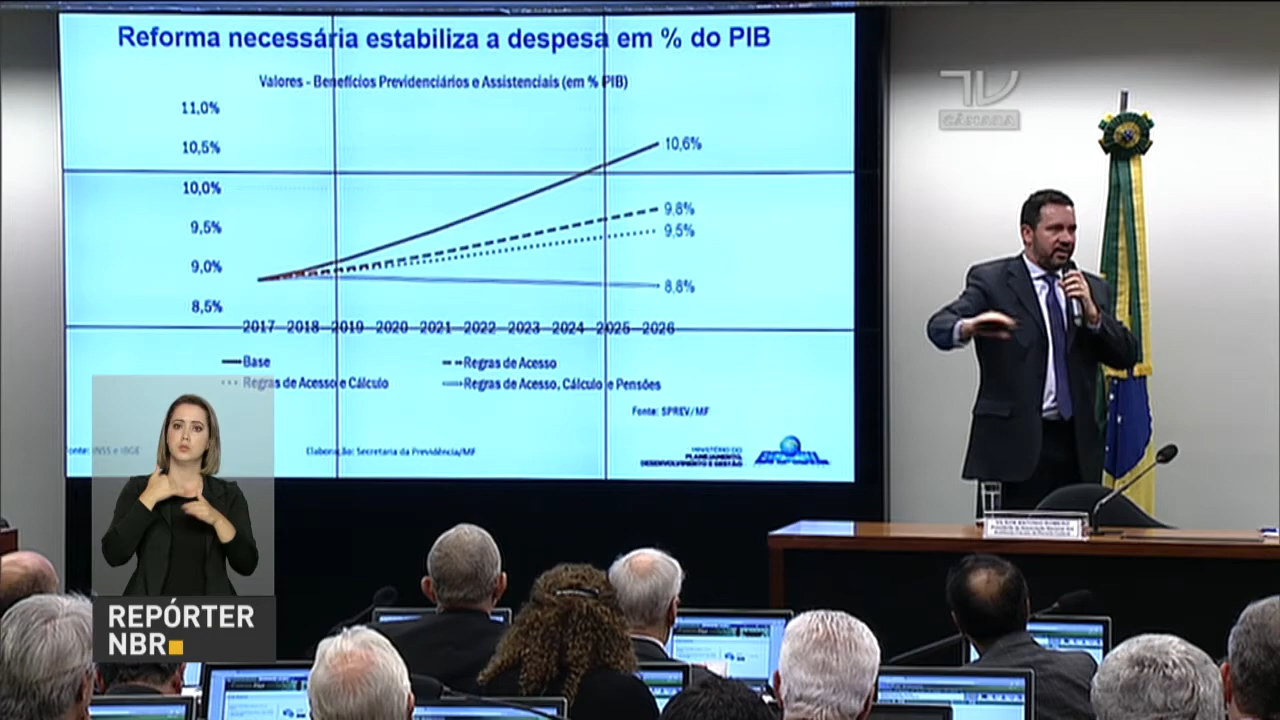 Reforma necessária estabiliza a despesa em % do PIB
Valores - Benefícios Previdenciários e Assistenciais (em % PIB)
11,0%
10,5%
10,0%
9,5%
9,0%
8,5%
10,6%
9,8%
9,5%
8,8%
2017 2018 2019 2020 2021 2022 2023 2024 2025 2026
Base
Regras de Acesso
Regras de Acesso e Cálculo
Regras de Acesso, Cálculo e Pensões
Fonte: SPREV/MF
Fonte: INSS e IBGE
Elaboração: Secretaria da Previdência/MF
MINISTÉRIO DO
PLANEJAMENTO,
DESENVOLVIMENTO E GESTÃO
TV
CÂMARA
REPÓRTER
NBR